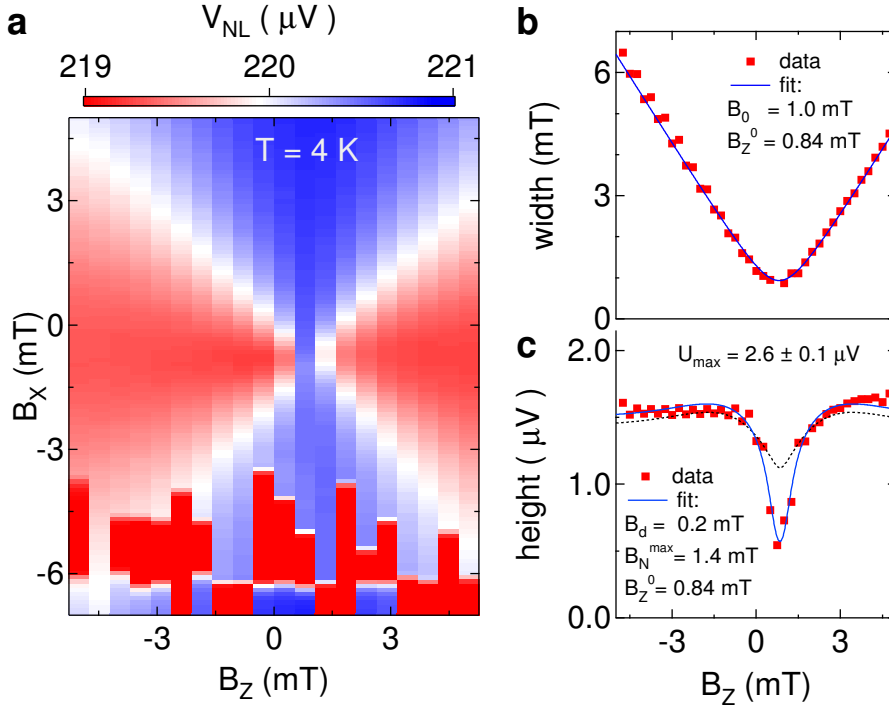 a
V_NL ( μV)
219 220 221
T = 4 K
3
0
-3
-6
B_X (mT)
-3 0 3
B_Z (mT)
b
6
3
0
width (mT)
data
fit:
B_0 = 1.0 mT
B_Z^0 = 0.84 mT
c
2.0
1.0
0.0
height ( μV)
U_max = 2.6 ± 0.1 μV
data
fit:
B_d = 0.2 mT
B_N^max = 1.4 mT
B_Z^0 = 0.84 mT
-3 0 3
B_Z (mT)